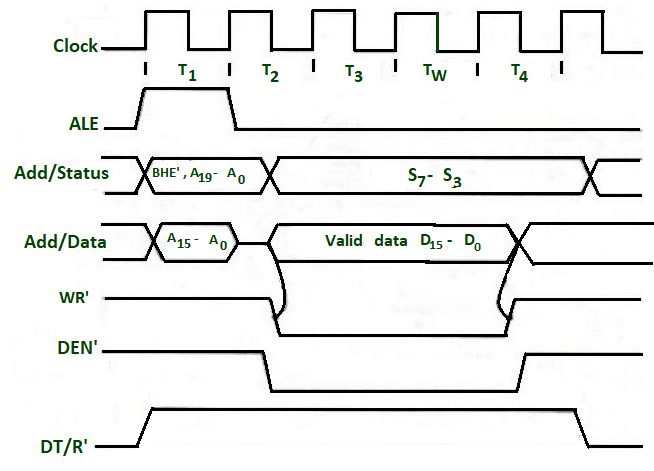 Clock
T1 T2 T3 TW T4
ALE
Add/Status BHE', A19 - A0 S7 - S3
Add/Data A15 - A0 Valid data D15 - D0
WR'
DEN'
DT/R'